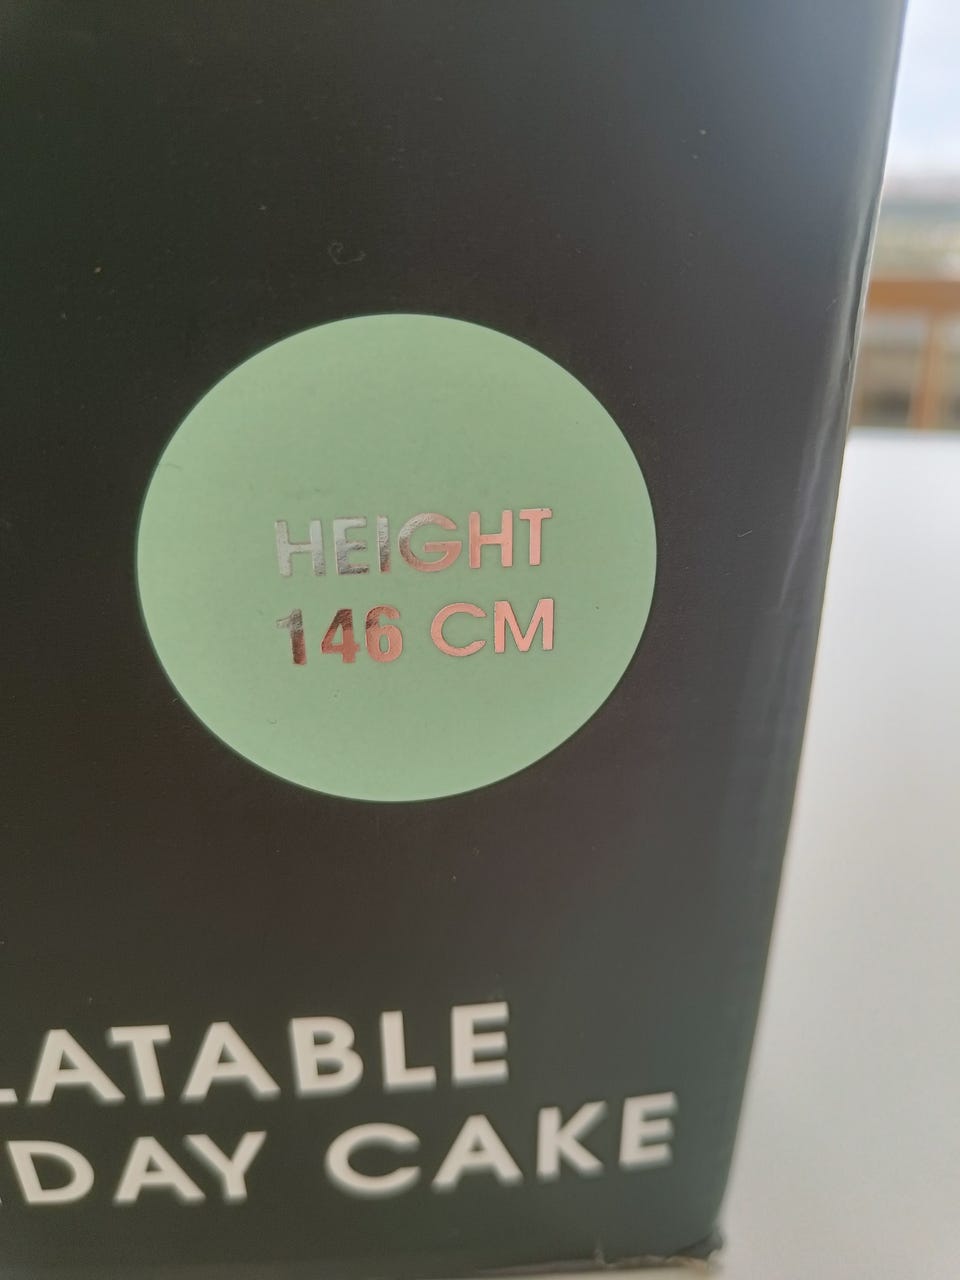 HEIGHT
146 CM
LATABLE
DAY CAKE